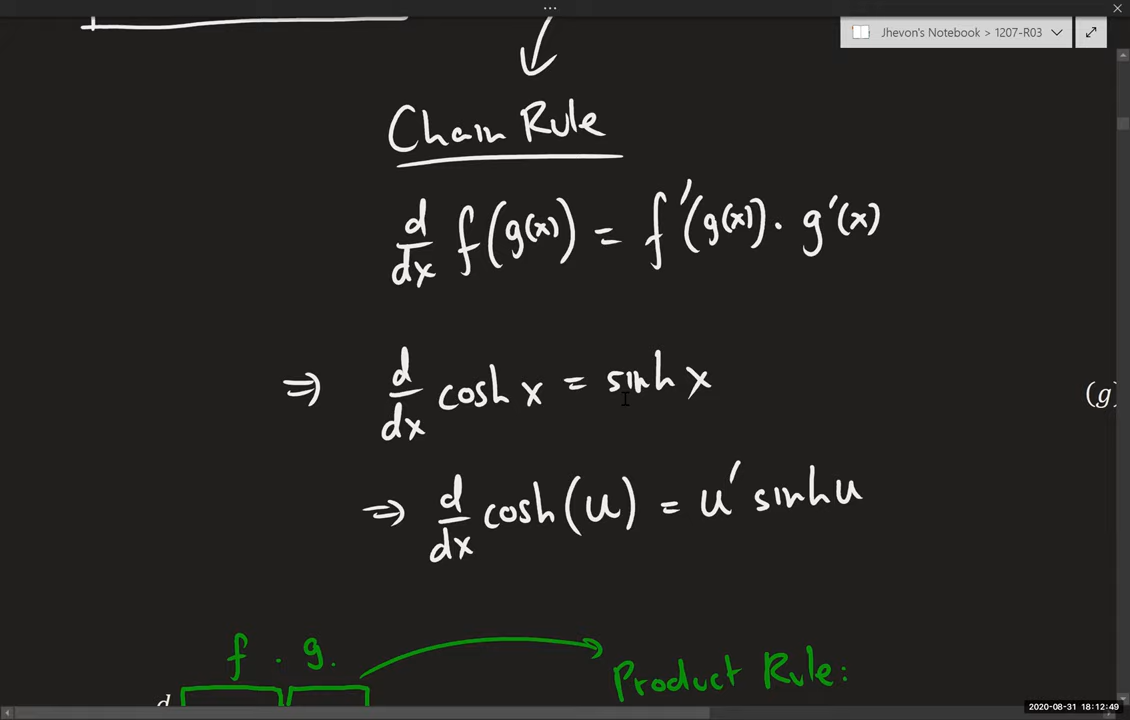 Jhevon's Notebook > 1207-R03
Chain Rule
d/dx f(g(x)) = f'(g(x)) · g'(x)
⇒ d/dx cosh x = sinh x
(g
⇒ d/dx cosh(u) = u' sinh u
f · g.
Product Rule:
d
2020-08-31 18:12:49